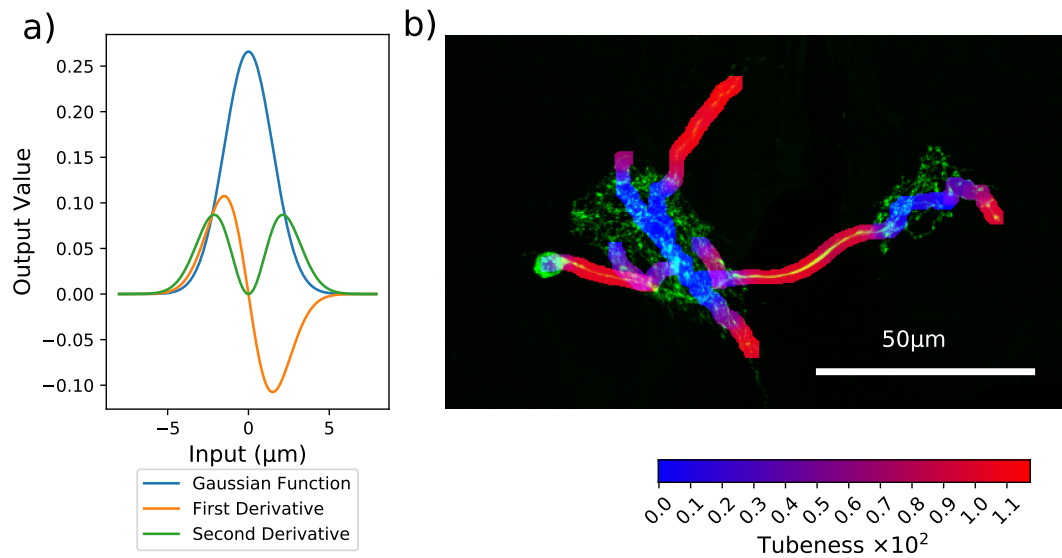 a)
Output Value
0.25
0.20
0.15
0.10
0.05
0.00
−0.05
−0.10
−5 0 5
Input (μm)
Gaussian Function
First Derivative
Second Derivative
b)
50μm
0.0 0.1 0.2 0.3 0.4 0.5 0.6 0.7 0.8 0.9 1.0 1.1
Tubeness ×10²